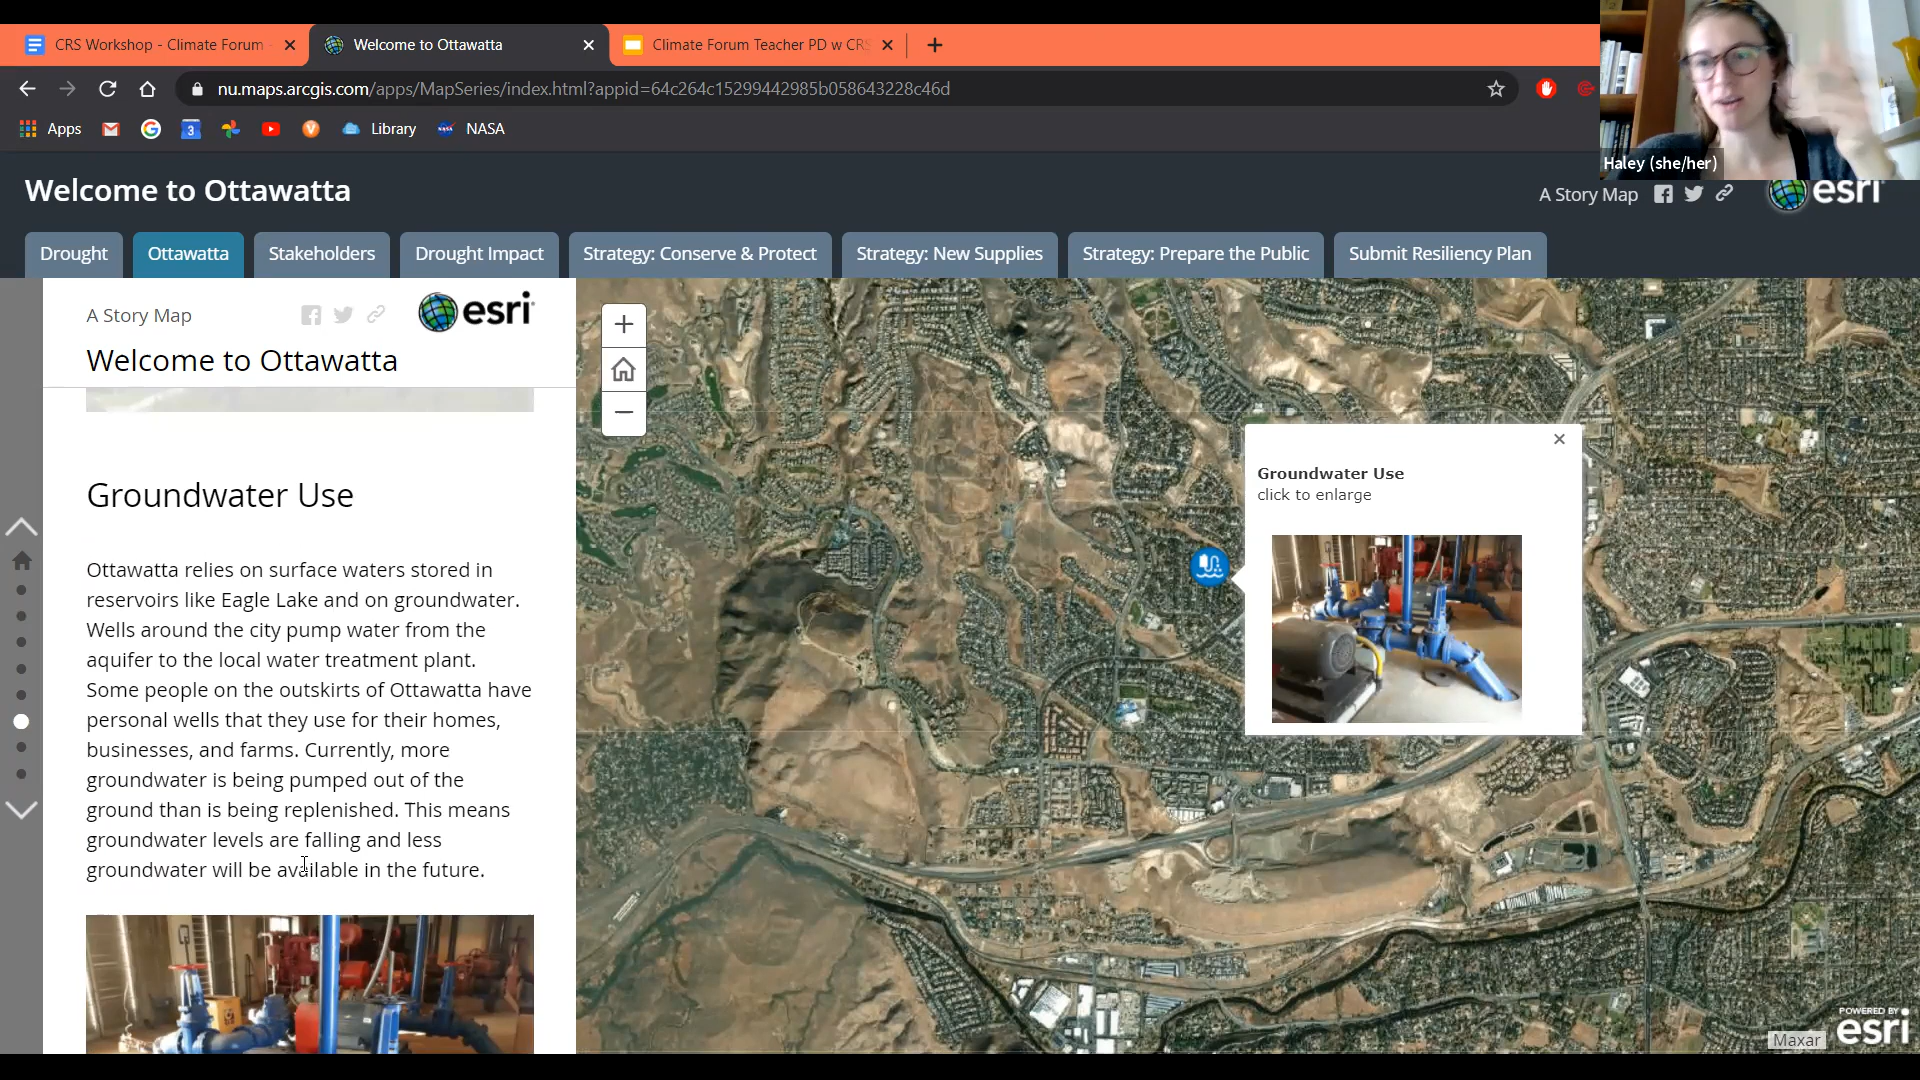 CRS Workshop - Climate Forum -
Welcome to Ottawatta
Climate Forum Teacher PD w CRS
nu.maps.arcgis.com/apps/MapSeries/index.html?appid=64c264c15299442985b058643228c46d
Apps
3
V
Library
NASA
NASA
Haley (she/her)
Welcome to Ottawatta
A Story Map
esri
Drought
Ottawatta
Stakeholders
Drought Impact
Strategy: Conserve & Protect
Strategy: New Supplies
Strategy: Prepare the Public
Submit Resiliency Plan
A Story Map
esri
Welcome to Ottawatta
Groundwater Use
Ottawatta relies on surface waters stored in
reservoirs like Eagle Lake and on groundwater.
Wells around the city pump water from the
aquifer to the local water treatment plant.
Some people on the outskirts of Ottawatta have
personal wells that they use for their homes,
businesses, and farms. Currently, more
groundwater is being pumped out of the
ground than is being replenished. This means
groundwater levels are falling and less
groundwater will be available in the future.
Groundwater Use
click to enlarge
POWERED BY
esri
Maxar